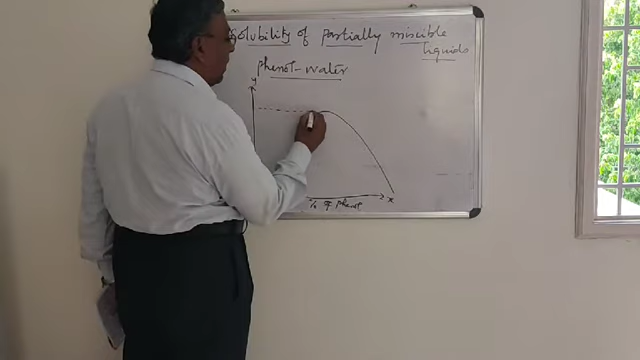 Solubility of partially miscible
liquids
phenol-water
y
% of phenol
x